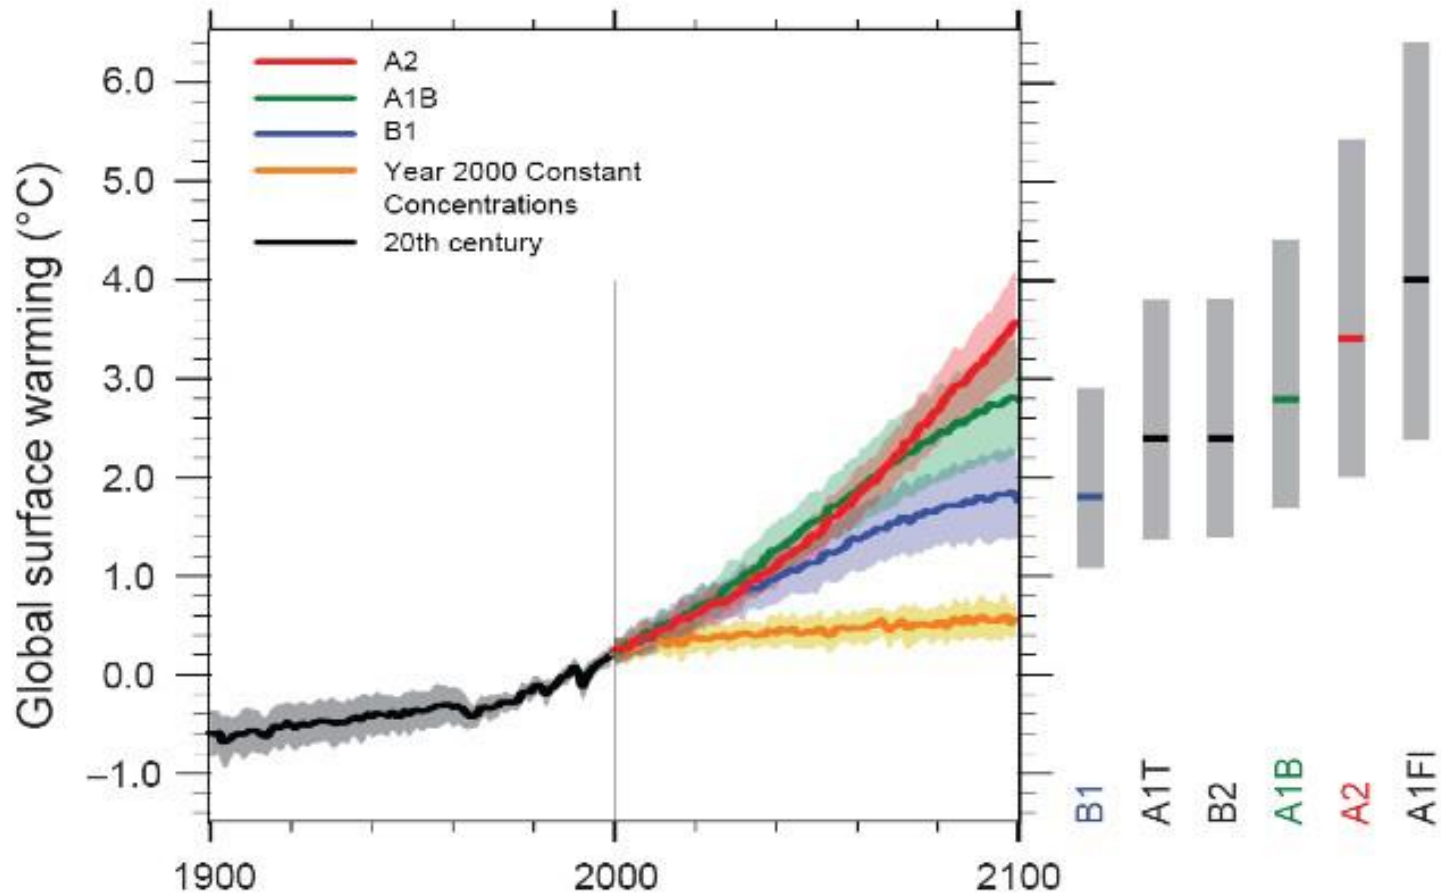 A2
A1B
B1
Year 2000 Constant
Concentrations
20th century
Global surface warming (°C)
6.0
5.0
4.0
3.0
2.0
1.0
0.0
–1.0
1900
2000
2100
B1
A1T
B2
A1B
A2
A1FI